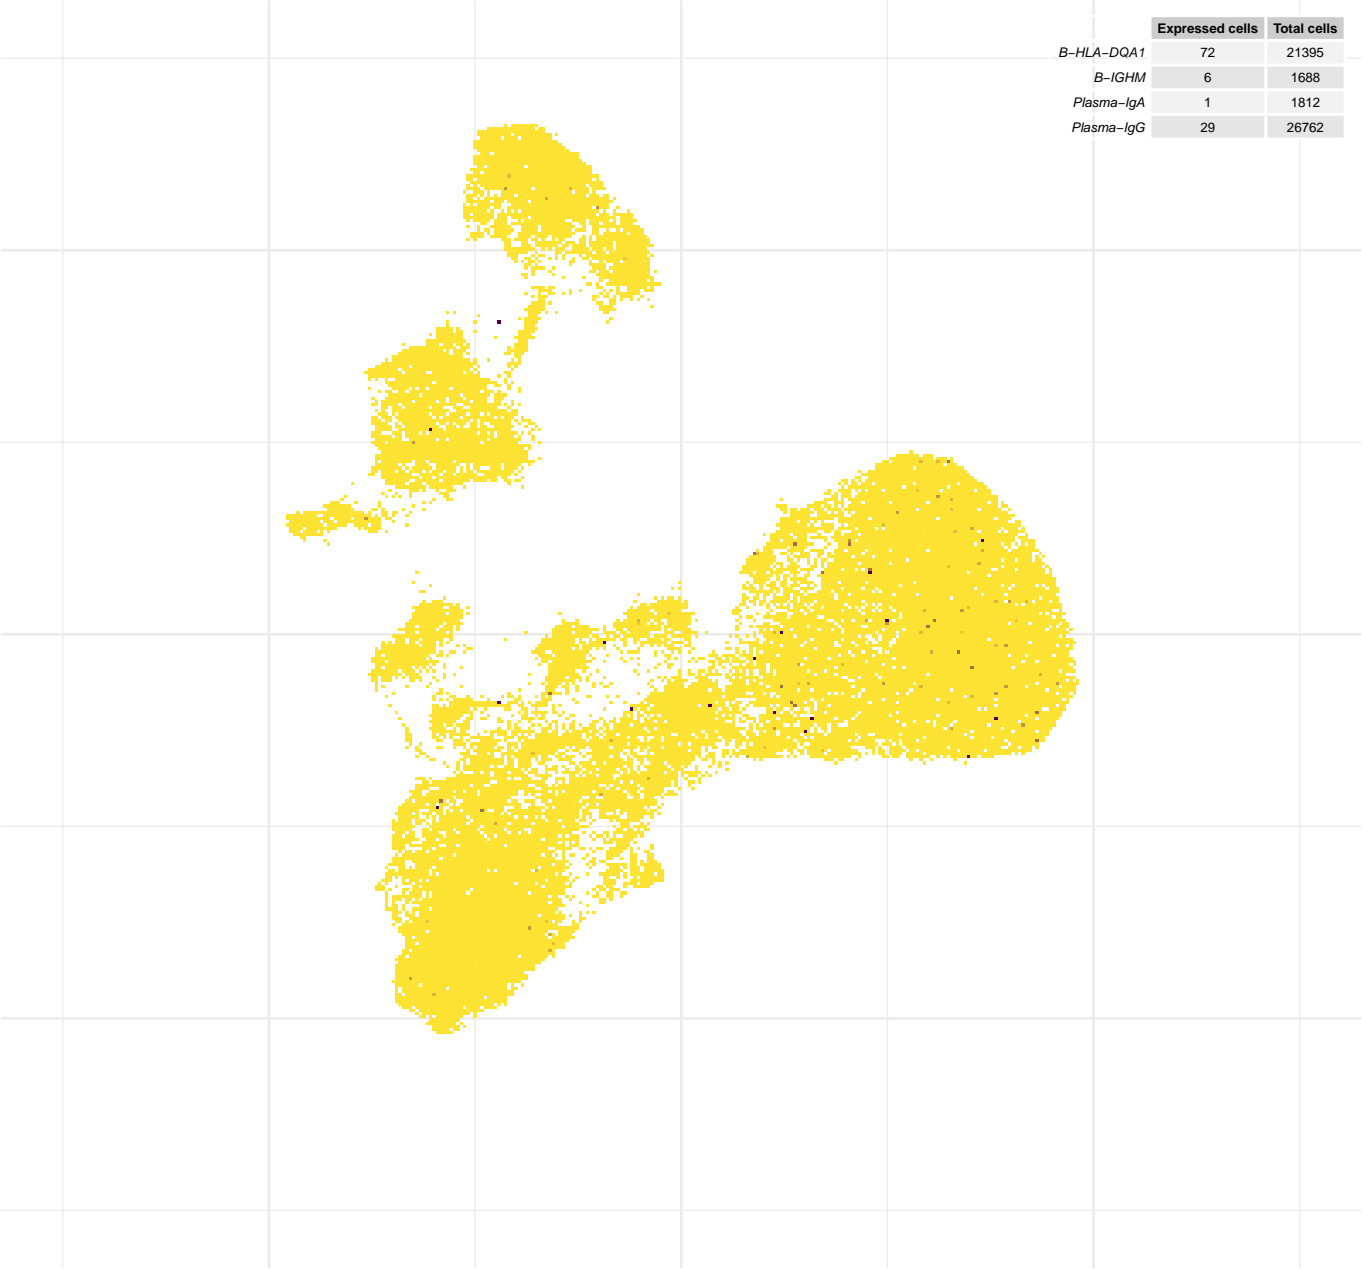 Expressed cells Total cells
B−HLA−DQA1 72 21395
B−IGHM 6 1688
Plasma−IgA 1 1812
Plasma−IgG 29 26762